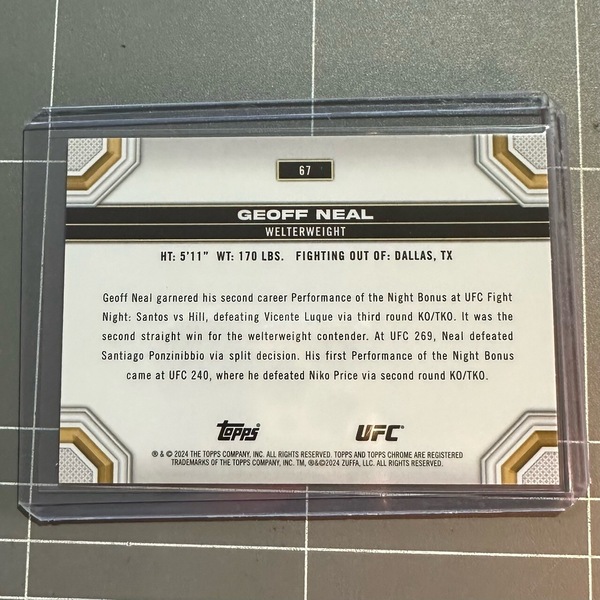 67
GEOFF NEAL
WELTERWEIGHT
HT: 5'11" WT: 170 LBS. FIGHTING OUT OF: DALLAS, TX
Geoff Neal garnered his second career Performance of the Night Bonus at UFC Fight
Night: Santos vs Hill, defeating Vicente Luque via third round KO/TKO. It was the
second straight win for the welterweight contender. At UFC 269, Neal defeated
Santiago Ponzinibbio via split decision. His first Performance of the Night Bonus
came at UFC 240, where he defeated Niko Price via second round KO/TKO.
Topps® UFC®
® & © 2024 THE TOPPS COMPANY, INC. ALL RIGHTS RESERVED. TOPPS AND TOPPS CHROME ARE REGISTERED
TRADEMARKS OF THE TOPPS COMPANY, INC. TM, ®&©2024 ZUFFA, LLC. ALL RIGHTS RESERVED.